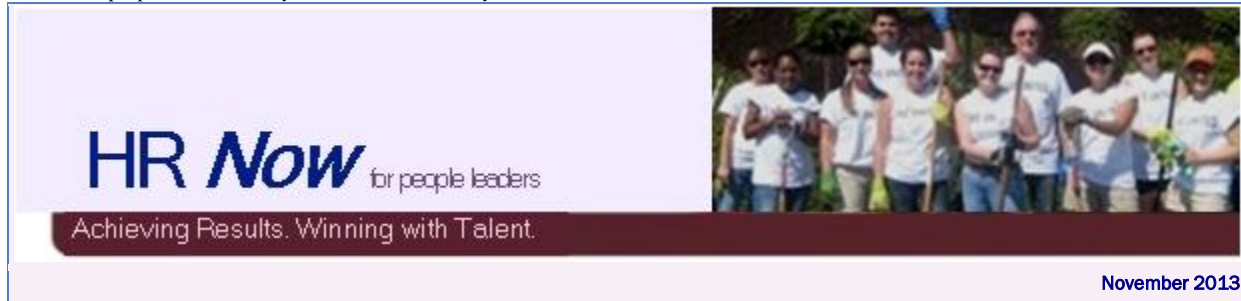 HR Now for people leaders
Achieving Results. Winning with Talent.
November 2013